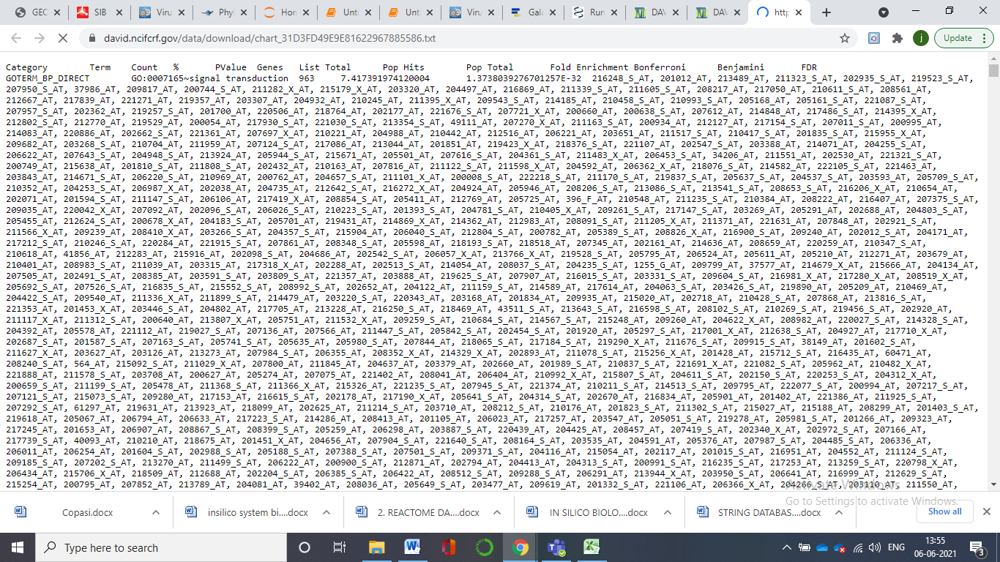 GEC
SIB
Viru
Phyl
Hor
Unti
Unt
Viru
Gala
Run
DAV
DAV
http
david.ncifcrf.gov/data/download/chart_31D3FD49E9E81622967885586.txt
j
Update
Category Term Count % PValue Genes List Total Pop Hits Pop Total Fold Enrichment Bonferroni Benjamini FDR
GOTERM_BP_DIRECT GO:0007165~signal transduction 963 7.417391974120004 1.3738039276701257E-32 216248_S_AT, 201012_AT, 213489_AT, 211323_S_AT, 202935_S_AT, 219523_S_AT,
207950_S_AT, 37986_AT, 209817_AT, 200744_S_AT, 211282_X_AT, 215179_X_AT, 203320_AT, 204497_AT, 216869_AT, 211339_S_AT, 211605_S_AT, 208217_AT, 217050_AT, 210611_S_AT, 208561_AT,
212667_AT, 217839_AT, 221271_AT, 219357_AT, 203307_AT, 204932_AT, 210245_AT, 211395_X_AT, 209543_S_AT, 214185_AT, 210458_S_AT, 210993_S_AT, 205168_AT, 205161_S_AT, 221087_S_AT,
207957_S_AT, 202362_AT, 219257_S_AT, 201700_AT, 220506_AT, 218764_AT, 202177_AT, 221676_S_AT, 207721_X_AT, 200660_AT, 200638_S_AT, 207612_AT, 214848_AT, 217486_S_AT, 214395_X_AT,
212802_S_AT, 212770_AT, 219529_AT, 200054_AT, 217930_S_AT, 221030_S_AT, 213354_S_AT, 49111_AT, 207270_X_AT, 211163_S_AT, 200934_AT, 212127_AT, 217154_S_AT, 207011_S_AT, 200995_AT,
214083_AT, 220886_AT, 202662_S_AT, 221361_AT, 207697_X_AT, 210221_AT, 204988_AT, 210442_AT, 212516_AT, 206221_AT, 203651_AT, 211517_S_AT, 210417_S_AT, 201835_S_AT, 215955_X_AT,
209682_AT, 203268_S_AT, 210704_AT, 211959_AT, 207124_S_AT, 217086_AT, 213044_AT, 201851_AT, 219423_X_AT, 218376_S_AT, 221107_AT, 202547_S_AT, 203388_AT, 214071_AT, 204255_S_AT,
206622_AT, 207643_S_AT, 204948_S_AT, 213924_AT, 205944_S_AT, 215671_AT, 205501_AT, 207616_S_AT, 204361_S_AT, 211483_X_AT, 206453_S_AT, 34206_AT, 211551_AT, 202530_AT, 221321_S_AT,
200749_AT, 215638_AT, 201810_S_AT, 211808_S_AT, 202432_AT, 210163_AT, 207816_AT, 211122_S_AT, 211598_X_AT, 204592_AT, 206362_X_AT, 218076_S_AT, 214582_AT, 222105_S_AT, 221463_AT,
203843_AT, 214671_S_AT, 206220_S_AT, 210969_AT, 200762_AT, 204657_S_AT, 211101_X_AT, 200008_S_AT, 222218_S_AT, 211170_S_AT, 219837_S_AT, 205637_S_AT, 204537_S_AT, 203593_AT, 205709_S_AT,
210352_AT, 204253_S_AT, 206987_X_AT, 202038_AT, 204735_AT, 212642_S_AT, 216272_X_AT, 204924_AT, 205946_AT, 208206_S_AT, 213086_S_AT, 213541_S_AT, 208653_S_AT, 216206_X_AT, 210654_AT,
202071_AT, 201594_S_AT, 211147_S_AT, 206106_AT, 217419_X_AT, 208854_S_AT, 205411_AT, 212769_AT, 205725_AT, 396_F_AT, 210548_AT, 211235_S_AT, 210384_AT, 208222_AT, 216407_AT, 207375_S_AT,
209035_AT, 220042_X_AT, 207092_AT, 202096_S_AT, 206026_S_AT, 210223_S_AT, 201393_S_AT, 204781_S_AT, 210405_X_AT, 209261_S_AT, 217147_S_AT, 203269_AT, 205291_AT, 202688_AT, 204803_S_AT,
205455_AT, 212624_S_AT, 200678_X_AT, 204183_S_AT, 205701_AT, 219431_AT, 214869_X_AT, 214362_AT, 212983_AT, 208091_S_AT, 211205_X_AT, 211371_AT, 221631_AT, 207848_AT, 202921_S_AT,
211566_X_AT, 209239_AT, 208410_X_AT, 203266_S_AT, 204357_S_AT, 215904_AT, 206040_S_AT, 212804_S_AT, 200782_AT, 205389_S_AT, 208826_X_AT, 216900_S_AT, 209240_AT, 202012_S_AT, 204171_AT,
217212_AT, 210246_S_AT, 220284_AT, 221915_S_AT, 207861_AT, 208348_S_AT, 205598_AT, 218193_S_AT, 218518_AT, 207345_AT, 202161_AT, 214636_AT, 208659_AT, 220259_AT, 210347_S_AT,
210618_AT, 41856_AT, 212283_AT, 215916_AT, 202098_S_AT, 204686_AT, 202542_S_AT, 206057_X_AT, 213766_X_AT, 219528_S_AT, 205795_AT, 206524_AT, 205611_AT, 205210_AT, 212271_AT, 203679_AT,
210401_AT, 208983_S_AT, 211039_AT, 203315_AT, 217318_X_AT, 202288_AT, 202513_S_AT, 214054_AT, 208037_S_AT, 204235_S_AT, 1255_G_AT, 209799_AT, 37577_AT, 214679_X_AT, 215666_AT, 204134_AT,
207505_AT, 202491_S_AT, 208385_AT, 203591_S_AT, 203809_S_AT, 221357_AT, 203888_AT, 219625_S_AT, 207907_AT, 216015_S_AT, 203331_S_AT, 209604_S_AT, 216981_X_AT, 217280_X_AT, 208519_X_AT,
205692_S_AT, 207526_S_AT, 216835_S_AT, 215552_S_AT, 208992_S_AT, 202652_AT, 204122_AT, 211159_S_AT, 214589_AT, 217614_AT, 204063_S_AT, 203426_S_AT, 219890_AT, 205209_AT, 210469_AT,
204422_S_AT, 209540_AT, 211336_X_AT, 211899_S_AT, 214479_AT, 203220_S_AT, 220343_AT, 203168_AT, 201834_AT, 209935_AT, 215020_AT, 202718_AT, 210428_S_AT, 207868_AT, 213816_S_AT,
221353_AT, 201453_X_AT, 203446_S_AT, 204802_AT, 217705_AT, 213228_AT, 216250_S_AT, 218469_AT, 43511_S_AT, 213643_S_AT, 216598_S_AT, 208102_S_AT, 210269_S_AT, 219456_S_AT, 202920_AT,
211117_X_AT, 211312_S_AT, 200640_AT, 213807_X_AT, 205751_AT, 211532_X_AT, 209259_S_AT, 210684_S_AT, 214567_S_AT, 215248_AT, 209260_AT, 204622_X_AT, 208982_AT, 220027_S_AT, 214328_S_AT,
204392_AT, 205578_AT, 221112_AT, 219027_S_AT, 207136_AT, 207566_AT, 211447_S_AT, 205842_S_AT, 202454_S_AT, 201920_AT, 205297_S_AT, 217001_X_AT, 212638_S_AT, 204927_AT, 217710_X_AT,
202687_S_AT, 201587_S_AT, 207163_S_AT, 205741_S_AT, 205635_AT, 205980_S_AT, 207844_AT, 218065_S_AT, 217184_S_AT, 219290_X_AT, 211676_S_AT, 209915_S_AT, 38149_AT, 201602_S_AT,
211627_X_AT, 203627_AT, 203126_AT, 213273_AT, 207984_S_AT, 206355_AT, 208352_X_AT, 214329_X_AT, 202893_AT, 211078_S_AT, 215256_X_AT, 201428_AT, 215712_S_AT, 216435_AT, 60471_AT,
208240_S_AT, 564_AT, 215092_S_AT, 211029_X_AT, 207800_AT, 211845_AT, 204637_AT, 203379_AT, 202660_AT, 201989_S_AT, 210837_S_AT, 221691_X_AT, 221082_S_AT, 205962_AT, 210482_X_AT,
221888_AT, 211578_S_AT, 203708_AT, 200627_AT, 205274_AT, 207075_AT, 221402_AT, 208041_AT, 206404_AT, 210992_X_AT, 215807_S_AT, 204611_S_AT, 202150_S_AT, 220253_S_AT, 204312_X_AT,
200659_S_AT, 211199_S_AT, 205478_AT, 211368_S_AT, 211366_X_AT, 215326_AT, 221235_S_AT, 207945_S_AT, 221374_AT, 210211_S_AT, 214513_S_AT, 209795_AT, 222077_S_AT, 200994_AT, 207217_S_AT,
207121_AT, 215073_S_AT, 209280_AT, 217153_AT, 216615_S_AT, 202178_AT, 217190_X_AT, 205641_S_AT, 204314_S_AT, 202670_AT, 216834_AT, 205901_AT, 201402_AT, 221386_AT, 211925_S_AT,
207292_S_AT, 61297_AT, 219631_AT, 213923_AT, 218099_AT, 202625_AT, 211214_S_AT, 203710_AT, 208212_S_AT, 210176_AT, 201823_S_AT, 211302_S_AT, 215027_AT, 215188_AT, 208299_AT, 201403_S_AT,
219618_AT, 205067_AT, 206794_AT, 206633_AT, 217223_S_AT, 214286_AT, 208413_AT, 201105_AT, 206023_AT, 217257_AT, 203547_AT, 205051_S_AT, 219278_AT, 205981_S_AT, 201266_AT, 209323_AT,
217245_AT, 201653_AT, 206907_AT, 208867_S_AT, 208399_S_AT, 205259_AT, 206298_AT, 203887_S_AT, 220439_AT, 204425_AT, 208457_AT, 207419_S_AT, 202340_X_AT, 202972_S_AT, 207166_AT,
217739_S_AT, 40093_AT, 210210_AT, 218675_AT, 201451_X_AT, 204656_AT, 207904_S_AT, 221640_S_AT, 208164_S_AT, 203535_AT, 204591_AT, 205376_AT, 207987_S_AT, 204485_S_AT, 206336_AT,
206011_AT, 206254_AT, 201604_S_AT, 202988_S_AT, 205188_S_AT, 207388_S_AT, 207501_S_AT, 209371_S_AT, 204116_AT, 215054_AT, 202117_AT, 201015_S_AT, 216951_AT, 204552_AT, 211124_S_AT,
209185_S_AT, 207202_S_AT, 213270_AT, 211499_S_AT, 206222_AT, 200900_S_AT, 212871_AT, 202794_AT, 204413_AT, 204313_S_AT, 200991_S_AT, 216235_S_AT, 217253_AT, 213259_S_AT, 220798_X_AT,
206434_AT, 215706_X_AT, 218509_AT, 212688_AT, 202204_S_AT, 206385_S_AT, 206422_AT, 208512_S_AT, 209288_S_AT, 206291_AT, 213944_X_AT, 203950_S_AT, 206641_AT, 216999_AT, 212629_S_AT,
215254_AT, 200795_AT, 207852_AT, 213789_AT, 204081_AT, 39402_AT, 208036_AT, 205649_S_AT, 203477_AT, 209619_AT, 201332_S_AT, 221106_AT, 206366_X_AT, 204266_S_AT, 203110_AT, 211550_AT,
Activate Windows
Go to Settings to activate Windows.
Copasi.docx
insilico system bi....docx
2. REACTOME DA....docx
IN SILICO BIOLO....docx
STRING DATABAS....docx
Show all
Type here to search
ENG
13:55
06-06-2021
3